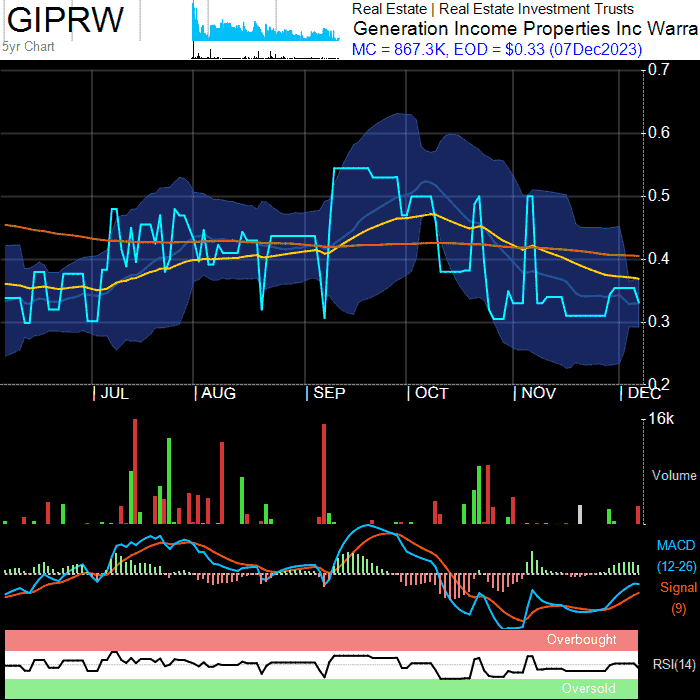 GIPRW
5yr Chart
Real Estate | Real Estate Investment Trusts
Generation Income Properties Inc Warra
MC = 867.3K, EOD = $0.33 (07Dec2023)
0.7
0.6
0.5
0.4
0.3
0.2
JUL AUG SEP OCT NOV DEC
16k
Volume
MACD
(12-26)
Signal
(9)
Overbought
RSI(14)
Oversold